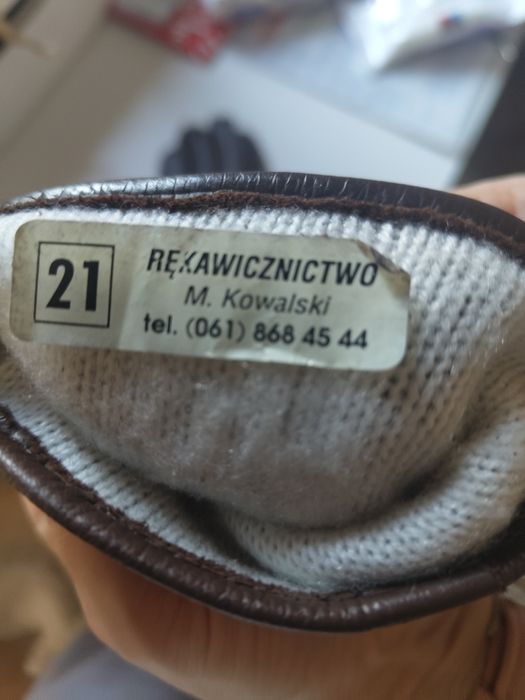 21
RĘKAWICZNICTWO
M. Kowalski
tel. (061) 868 45 44